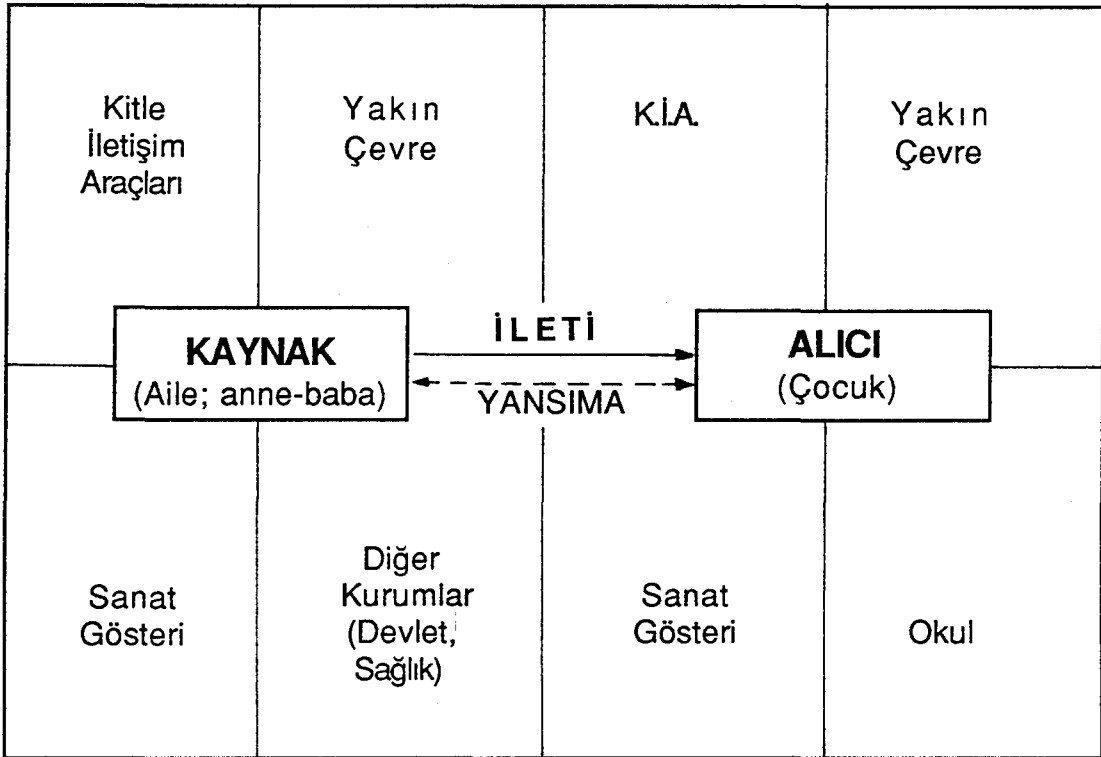 Kitle
İletişim
Araçları
Yakın
Çevre
K.İ.A.
Yakın
Çevre
KAYNAK
(Aile; anne-baba)
İLETİ
YANSIMA
ALICI
(Çocuk)
Sanat
Gösteri
Diğer
Kurumlar
(Devlet,
Sağlık)
Sanat
Gösteri
Okul